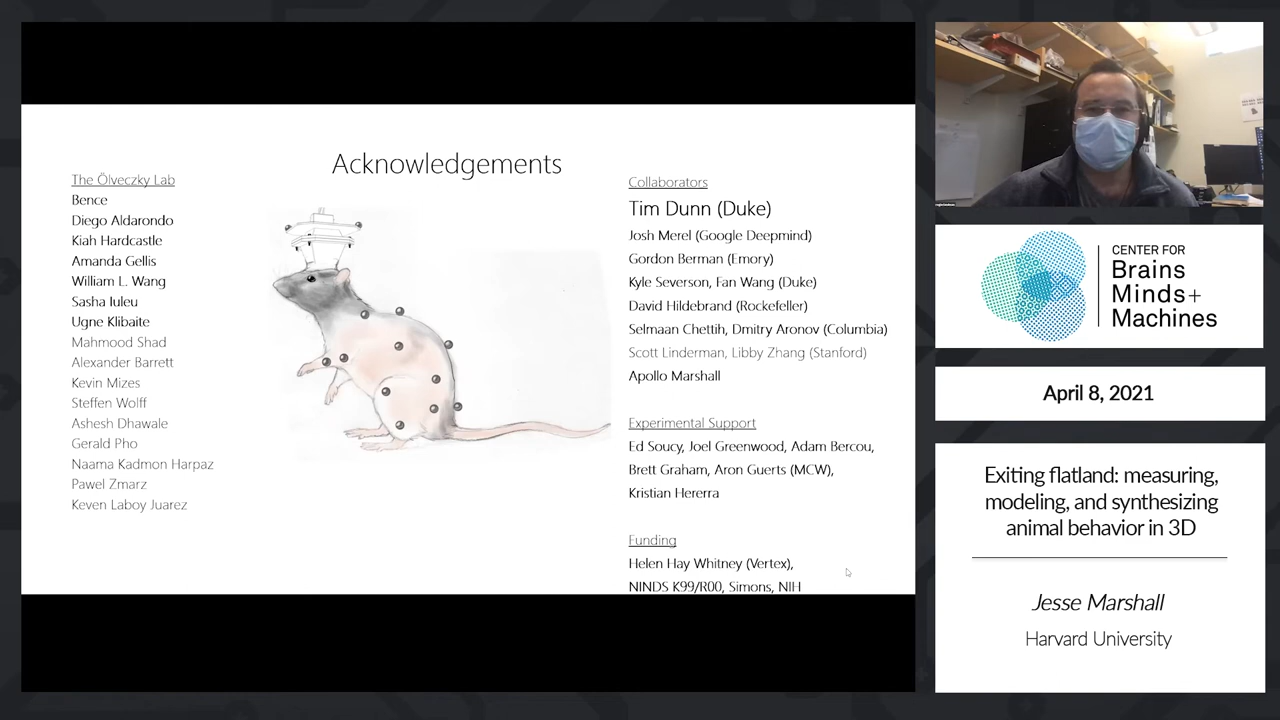 Acknowledgements
The Ölveczky Lab
Bence
Diego Aldarondo
Kiah Hardcastle
Amanda Gellis
William L. Wang
Sasha Iuleu
Ugne Klibaite
Mahmood Shad
Alexander Barrett
Kevin Mizes
Steffen Wolff
Ashesh Dhawale
Gerald Pho
Naama Kadmon Harpaz
Pawel Zmarz
Keven Laboy Juarez
Collaborators
Tim Dunn (Duke)
Josh Merel (Google Deepmind)
Gordon Berman (Emory)
Kyle Severson, Fan Wang (Duke)
David Hildebrand (Rockefeller)
Selmaan Chettih, Dmitry Aronov (Columbia)
Scott Linderman, Libby Zhang (Stanford)
Apollo Marshall
Experimental Support
Ed Soucy, Joel Greenwood, Adam Bercou,
Brett Graham, Aron Guerts (MCW),
Kristian Hererra
Funding
Helen Hay Whitney (Vertex),
NINDS K99/R00, Simons, NIH
CENTER FOR
Brains
Minds+
Machines
April 8, 2021
Exiting flatland: measuring,
modeling, and synthesizing
animal behavior in 3D
Jesse Marshall
Harvard University